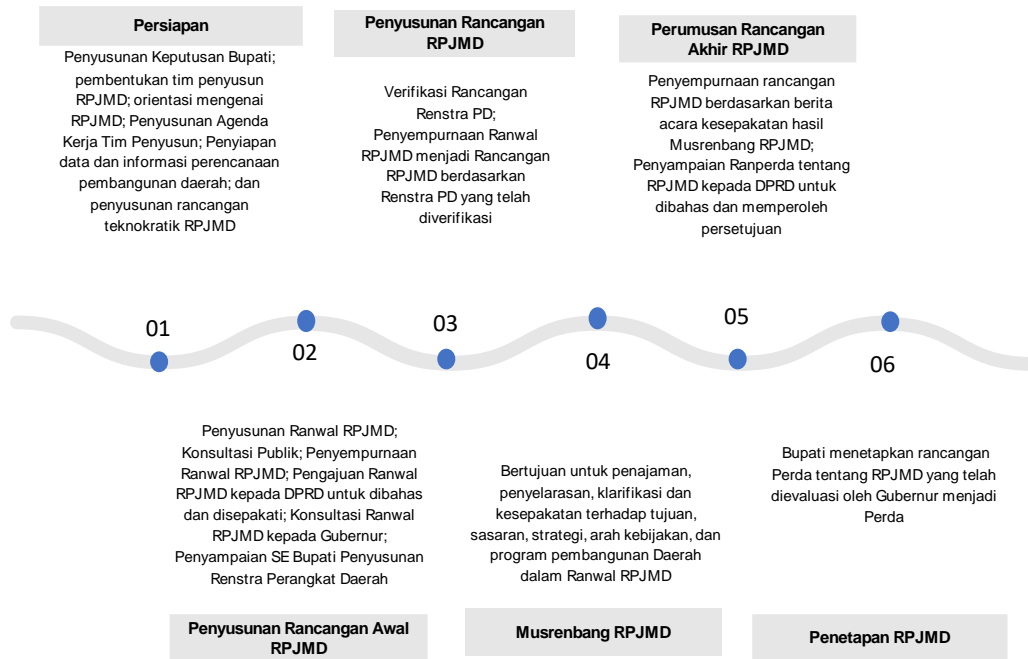 Persiapan
Penyusunan Keputusan Bupati;
pembentukan tim penyusun
RPJMD; orientasi mengenai
RPJMD; Penyusunan Agenda
Kerja Tim Penyusun; Penyiapan
data dan informasi perencanaan
pembangunan daerah; dan
penyusunan rancangan
teknokratik RPJMD
Penyusunan Rancangan
RPJMD
Verifikasi Rancangan
Renstra PD;
Penyempurnaan Ranwal
RPJMD menjadi Rancangan
RPJMD berdasarkan
Renstra PD yang telah
diverifikasi
Perumusan Rancangan
Akhir RPJMD
Penyempurnaan rancangan
RPJMD berdasarkan berita
acara kesepakatan hasil
Musrenbang RPJMD;
Penyampaian Ranperda tentang
RPJMD kepada DPRD untuk
dibahas dan memperoleh
persetujuan
01
02
03
04
05
06
Penyusunan Ranwal RPJMD;
Konsultasi Publik; Penyempurnaan
Ranwal RPJMD; Pengajuan Ranwal
RPJMD kepada DPRD untuk dibahas
dan disepakati; Konsultasi Ranwal
RPJMD kepada Gubernur;
Penyampaian SE Bupati Penyusunan
Renstra Perangkat Daerah
Penyusunan Rancangan Awal
RPJMD
Bertujuan untuk penajaman,
penyelarasan, klarifikasi dan
kesepakatan terhadap tujuan,
sasaran, strategi, arah kebijakan, dan
program pembangunan Daerah
dalam Ranwal RPJMD
Musrenbang RPJMD
Bupati menetapkan rancangan
Perda tentang RPJMD yang telah
dievaluasi oleh Gubernur menjadi
Perda
Penetapan RPJMD